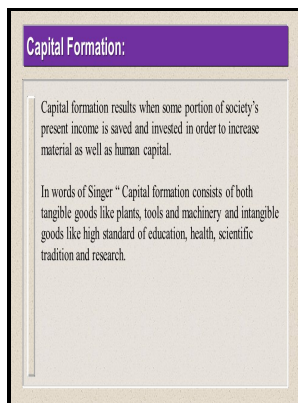 Capital Formation:
Capital formation results when some portion of society's
present income is saved and invested in order to increase
material as well as human capital.
In words of Singer “ Capital formation consists of both
tangible goods like plants, tools and machinery and intangible
goods like high standard of education, health, scientific
tradition and research.